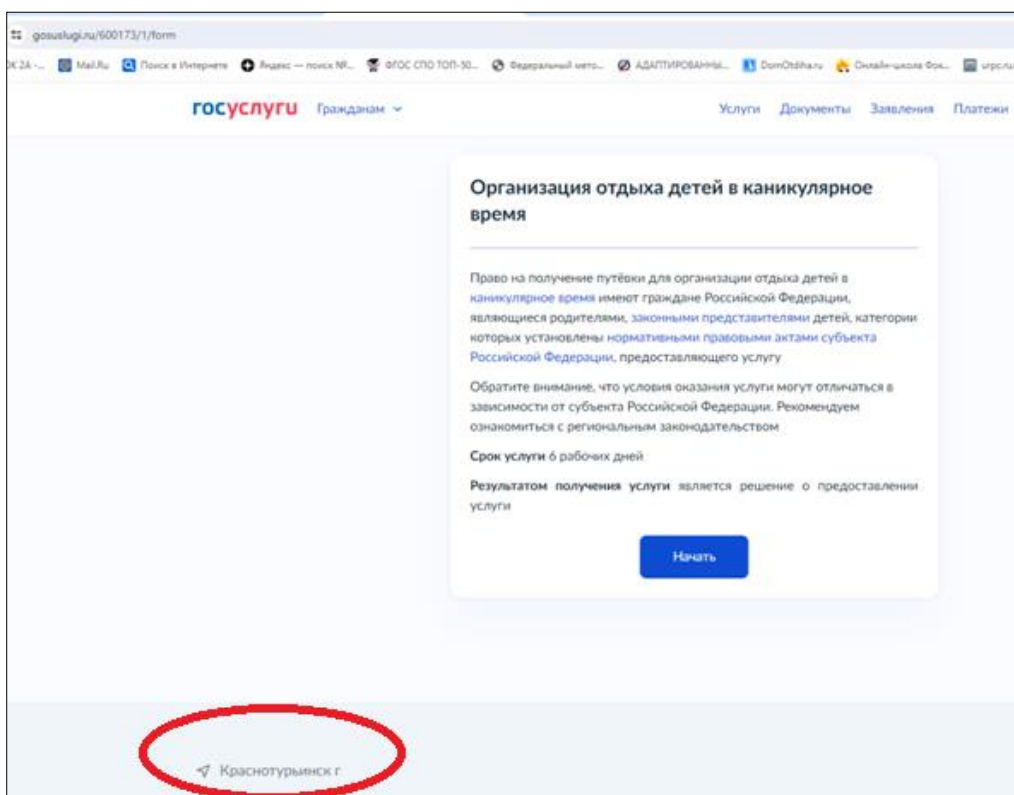 gosuslugi.ru/600173/1/form
Mail.Ru Поиск в Интернете Яндекс — поиск NR... ФГОС СПО ТОП-50... Федеральный мето... АДАПТИРОВАННЫ... DomOtdiha.ru Онлайн-школа Фок...
госуслуги Гражданам Услуги Документы Заявления Платежи
Организация отдыха детей в каникулярное
время
Право на получение путёвки для организации отдыха детей в
каникулярное время имеют граждане Российской Федерации,
являющиеся родителями, законными представителями детей, категории
которых установлены нормативными правовыми актами субъекта
Российской Федерации, предоставляющего услугу
Обратите внимание, что условия оказания услуги могут отличаться в
зависимости от субъекта Российской Федерации. Рекомендуем
ознакомиться с региональным законодательством
Срок услуги 6 рабочих дней
Результатом получения услуги является решение о предоставлении
услуги
Начать
Краснотурьинск г